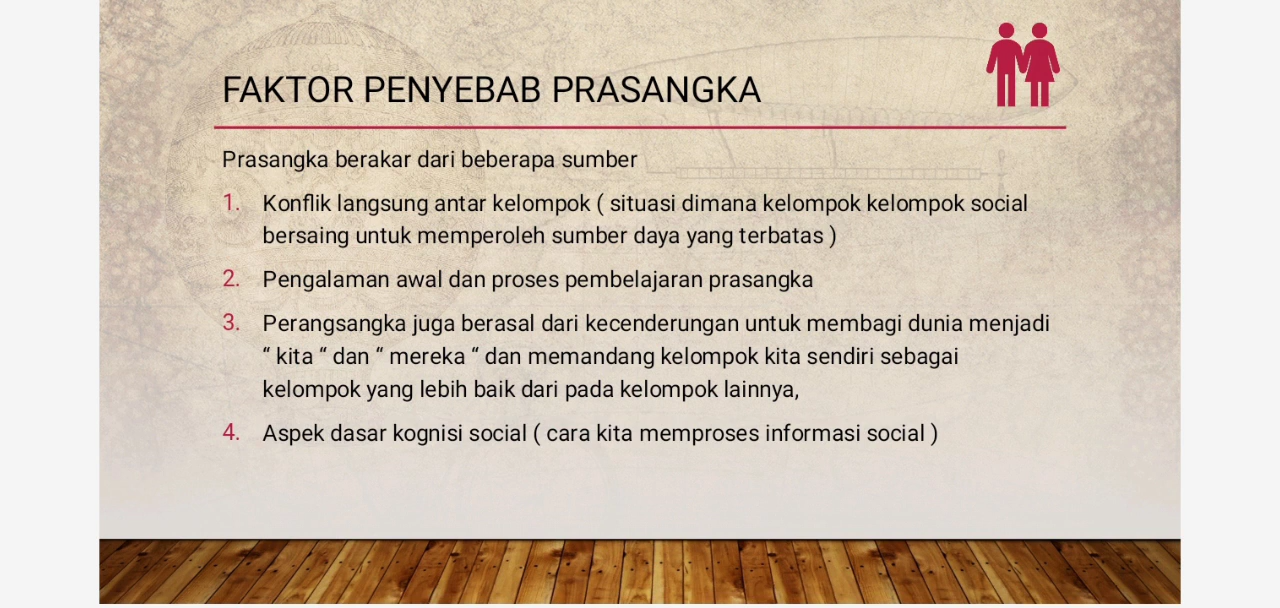 FAKTOR PENYEBAB PRASANGKA
Prasangka berakar dari beberapa sumber
1. Konflik langsung antar kelompok ( situasi dimana kelompok kelompok social
bersaing untuk memperoleh sumber daya yang terbatas )
2. Pengalaman awal dan proses pembelajaran prasangka
3. Perangsangka juga berasal dari kecenderungan untuk membagi dunia menjadi
“ kita “ dan “ mereka “ dan memandang kelompok kita sendiri sebagai
kelompok yang lebih baik dari pada kelompok lainnya,
4. Aspek dasar kognisi social ( cara kita memproses informasi social )